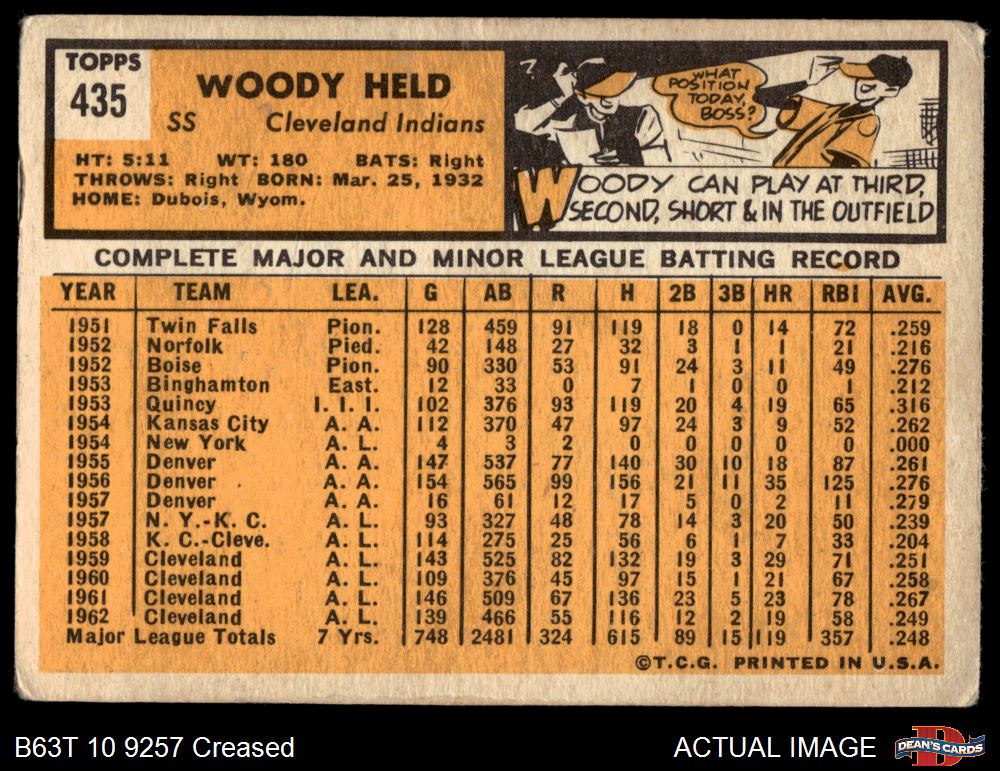 TOPPS
435
WOODY HELD
SS Cleveland Indians
HT: 5:11 WT: 180 BATS: Right
THROWS: Right BORN: Mar. 25, 1932
HOME: Dubois, Wyom.
?
WHAT
POSITION
TODAY,
BOSS?
WOODY CAN PLAY AT THIRD,
SECOND, SHORT & IN THE OUTFIELD
COMPLETE MAJOR AND MINOR LEAGUE BATTING RECORD
YEAR TEAM LEA. G AB R H 2B 3B HR RBI AVG.
1951 Twin Falls Pion. 128 459 91 119 18 0 14 72 .259
1952 Norfolk Pied. 42 148 27 32 3 1 1 21 .216
1952 Boise Pion. 90 330 53 91 24 3 11 49 .276
1953 Binghamton East. 12 33 0 7 1 0 0 1 .212
1953 Quincy I. I. I. 102 376 93 119 20 4 19 65 .316
1954 Kansas City A. A. 112 370 47 97 24 3 9 52 .262
1954 New York A. L. 4 3 2 0 0 0 0 0 .000
1955 Denver A. A. 147 537 77 140 30 10 18 87 .261
1956 Denver A. A. 154 565 99 156 21 11 35 125 .276
1957 Denver A. A. 16 61 12 17 5 0 2 11 .279
1957 N. Y.-K. C. A. L. 93 327 48 78 14 3 20 50 .239
1958 K. C.-Cleve. A. L. 114 275 25 56 6 1 7 33 .204
1959 Cleveland A. L. 143 525 82 132 19 3 29 71 .251
1960 Cleveland A. L. 109 376 45 97 15 1 21 67 .258
1961 Cleveland A. L. 146 509 67 136 23 5 23 78 .267
1962 Cleveland A. L. 139 466 55 116 12 2 19 58 .249
Major League Totals 7 Yrs. 748 2481 324 615 89 15 119 357 .248
©T.C.G. PRINTED IN U.S.A.
B63T 10 9257 Creased
ACTUAL IMAGE
D
DEAN'S CARDS